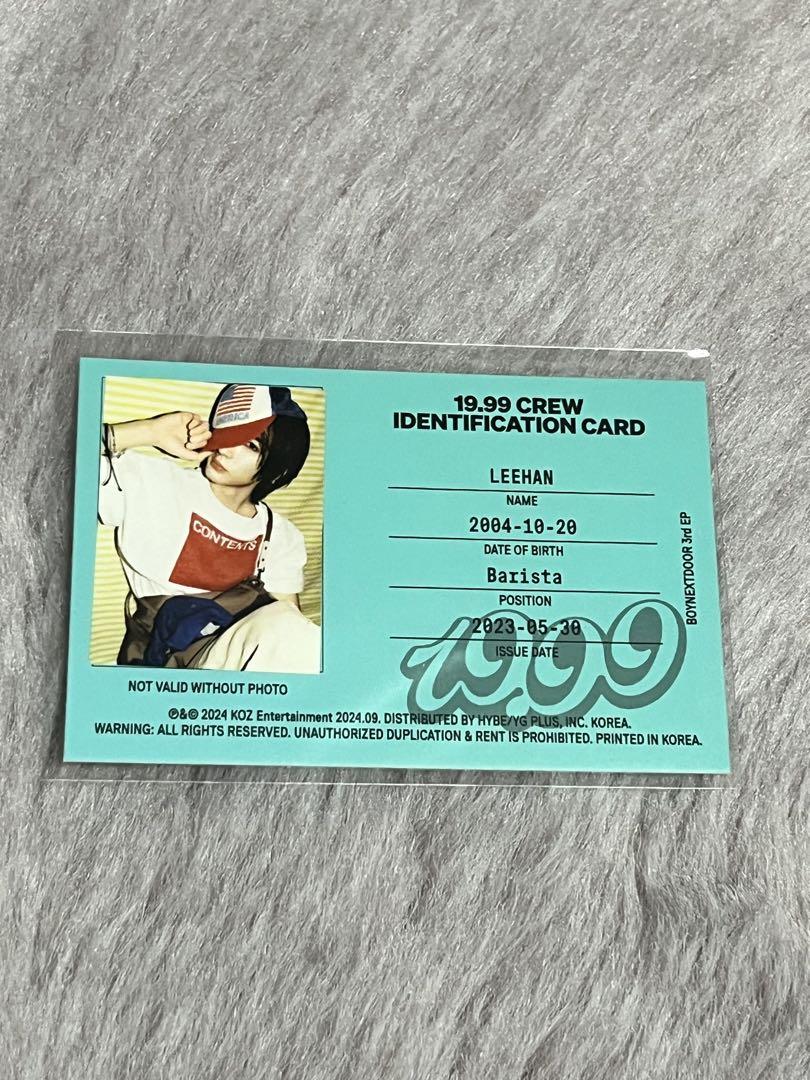 AMERICA
CONTENTS
19.99 CREW
IDENTIFICATION CARD
LEEHAN
NAME
2004-10-20
DATE OF BIRTH
Barista
POSITION
2023-05-30
ISSUE DATE
19.99
BOYNEXTDOOR 3rd EP
NOT VALID WITHOUT PHOTO
℗&© 2024 KOZ Entertainment 2024.09. DISTRIBUTED BY HYBE/YG PLUS, INC. KOREA.
WARNING: ALL RIGHTS RESERVED. UNAUTHORIZED DUPLICATION & RENT IS PROHIBITED. PRINTED IN KOREA.